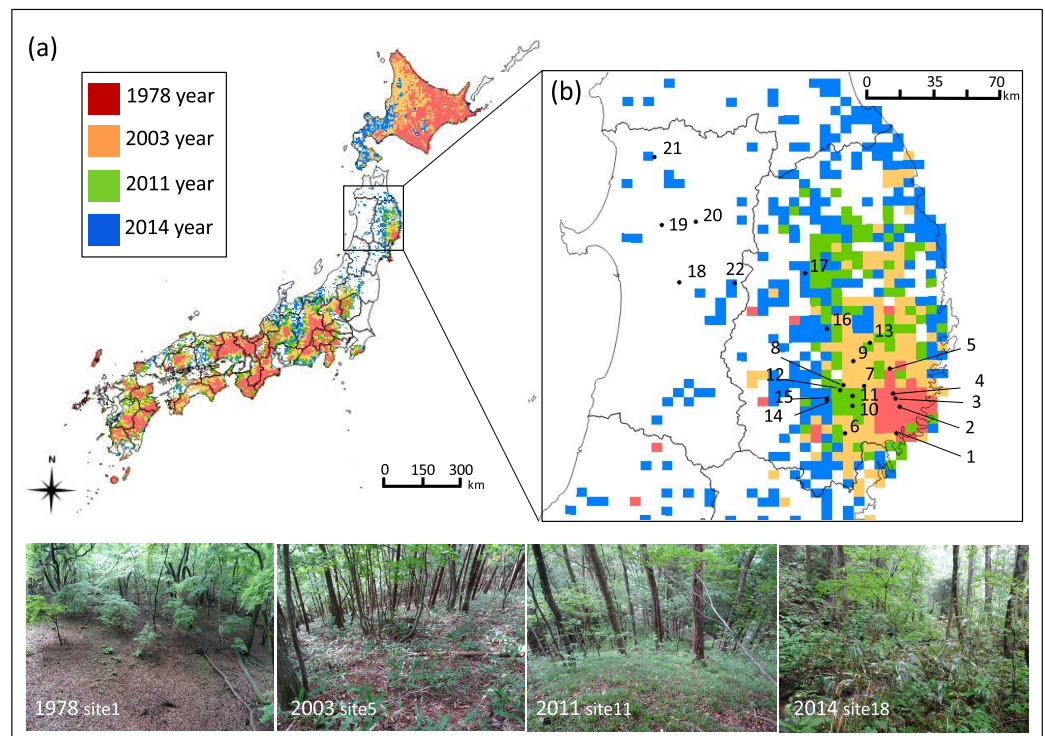 (a)
1978 year
2003 year
2011 year
2014 year
N
0 150 300
km
(b)
0 35 70
km
21
19 20
18 22 17
16
13
8 9 5
12 7 4
15 11 3
14 10 2
6 1
1978 site1
2003 site5
2011 site11
2014 site18